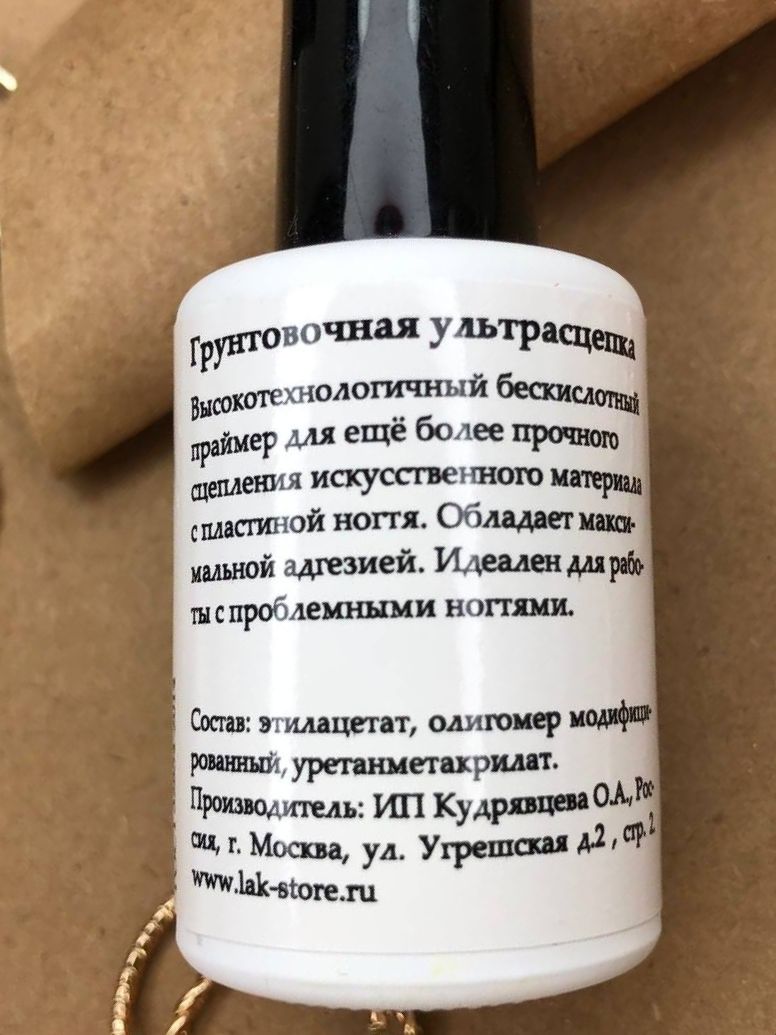 Грунтовочная ультрасцепка
Высокотехнологичный бескислотный
праймер для ещё более прочного
сцепления искусственного материала
с пластиной ногтя. Обладает макси-
мальной адгезией. Идеален для рабо-
ты с проблемными ногтями.
Состав: этилацетат, олигомер модифици-
рованный, уретанметакрилат.
Производитель: ИП Кудрявцева О.А., Рос-
сия, г. Москва, ул. Угрешская д.2 , стр. 2.
www.lak-store.ru